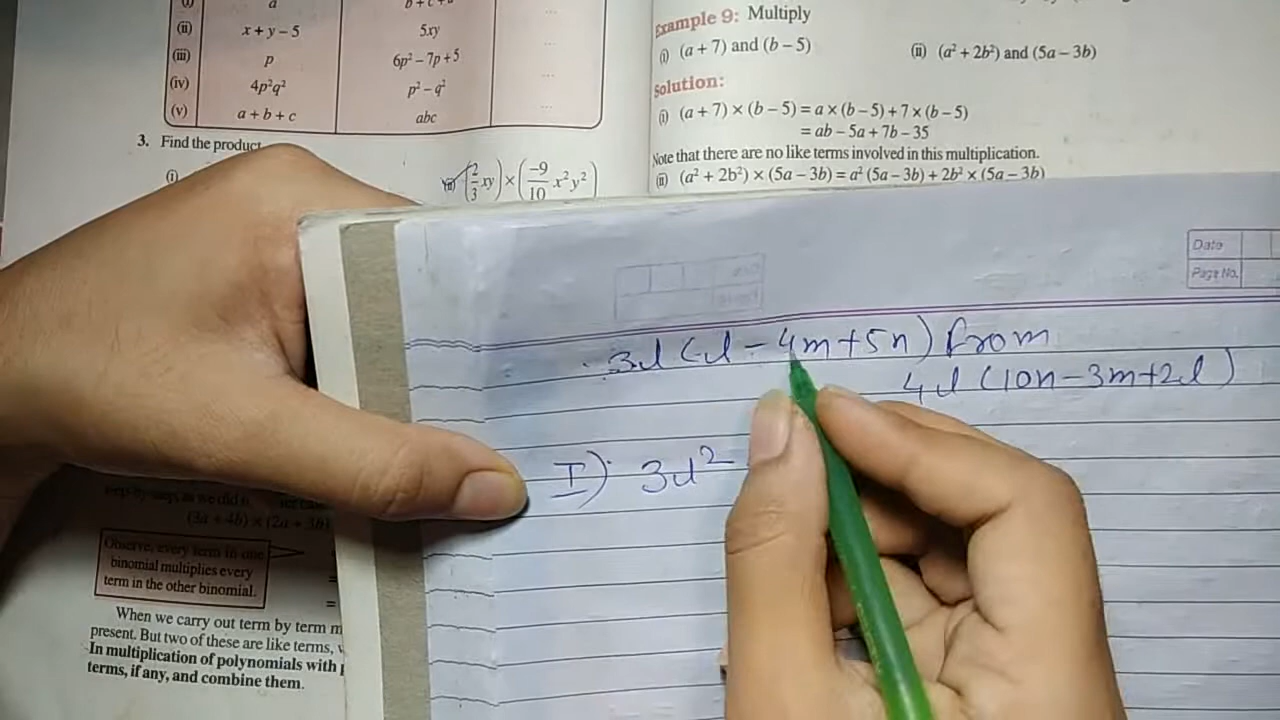 (i) a b + c + d ...
(ii) x + y – 5 5xy ...
(iii) p 6p² – 7p + 5 ...
(iv) 4p²q² p² – q² ...
(v) a + b + c abc ...
3. Find the product.
(i) (2/3 xy) × (–9/10 x²y²)
Example 9: Multiply
(i) (a + 7) and (b – 5) (ii) (a² + 2b²) and (5a – 3b)
Solution:
(i) (a + 7) × (b – 5) = a × (b – 5) + 7 × (b – 5)
= ab – 5a + 7b – 35
Note that there are no like terms involved in this multiplication.
(ii) (a² + 2b²) × (5a – 3b) = a² (5a – 3b) + 2b² × (5a – 3b)
Date
Page No.
3l (l – 4m + 5n) from
4l (10n – 3m + 2l)
I) 3l²
(3a + 4b) × (2a + 3b)
Observe, every term in one
binomial multiplies every
term in the other binomial.
When we carry out term by term
present. But two of these are like terms,
In multiplication of polynomials with
terms, if any, and combine them.